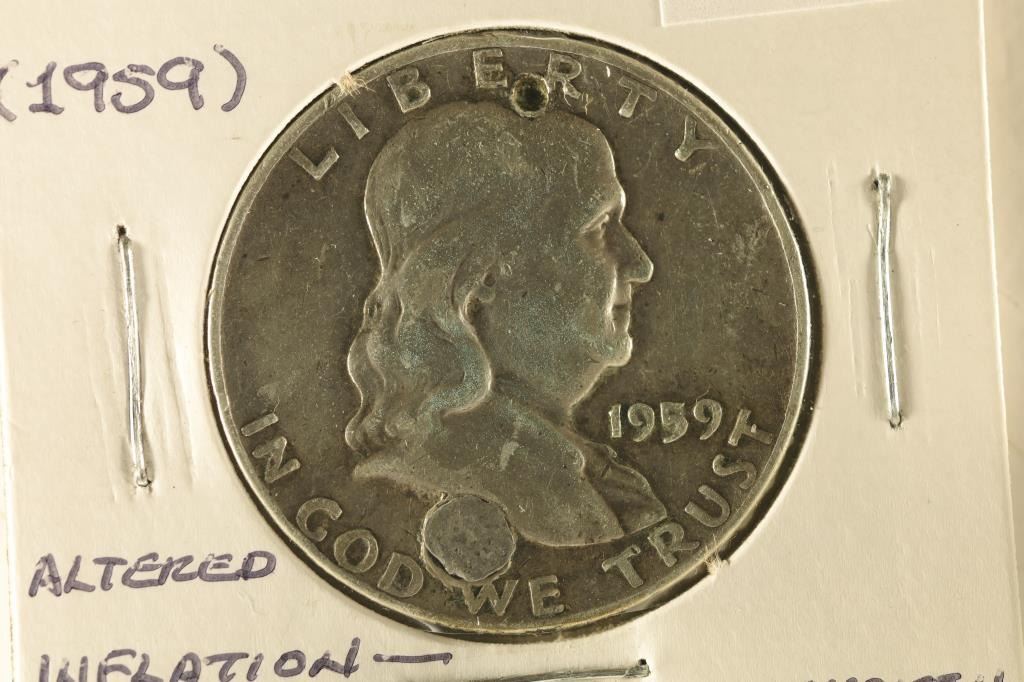 (1959)
LIBERTY
1959
IN GOD WE TRUST
ALTERED
INFLATION —